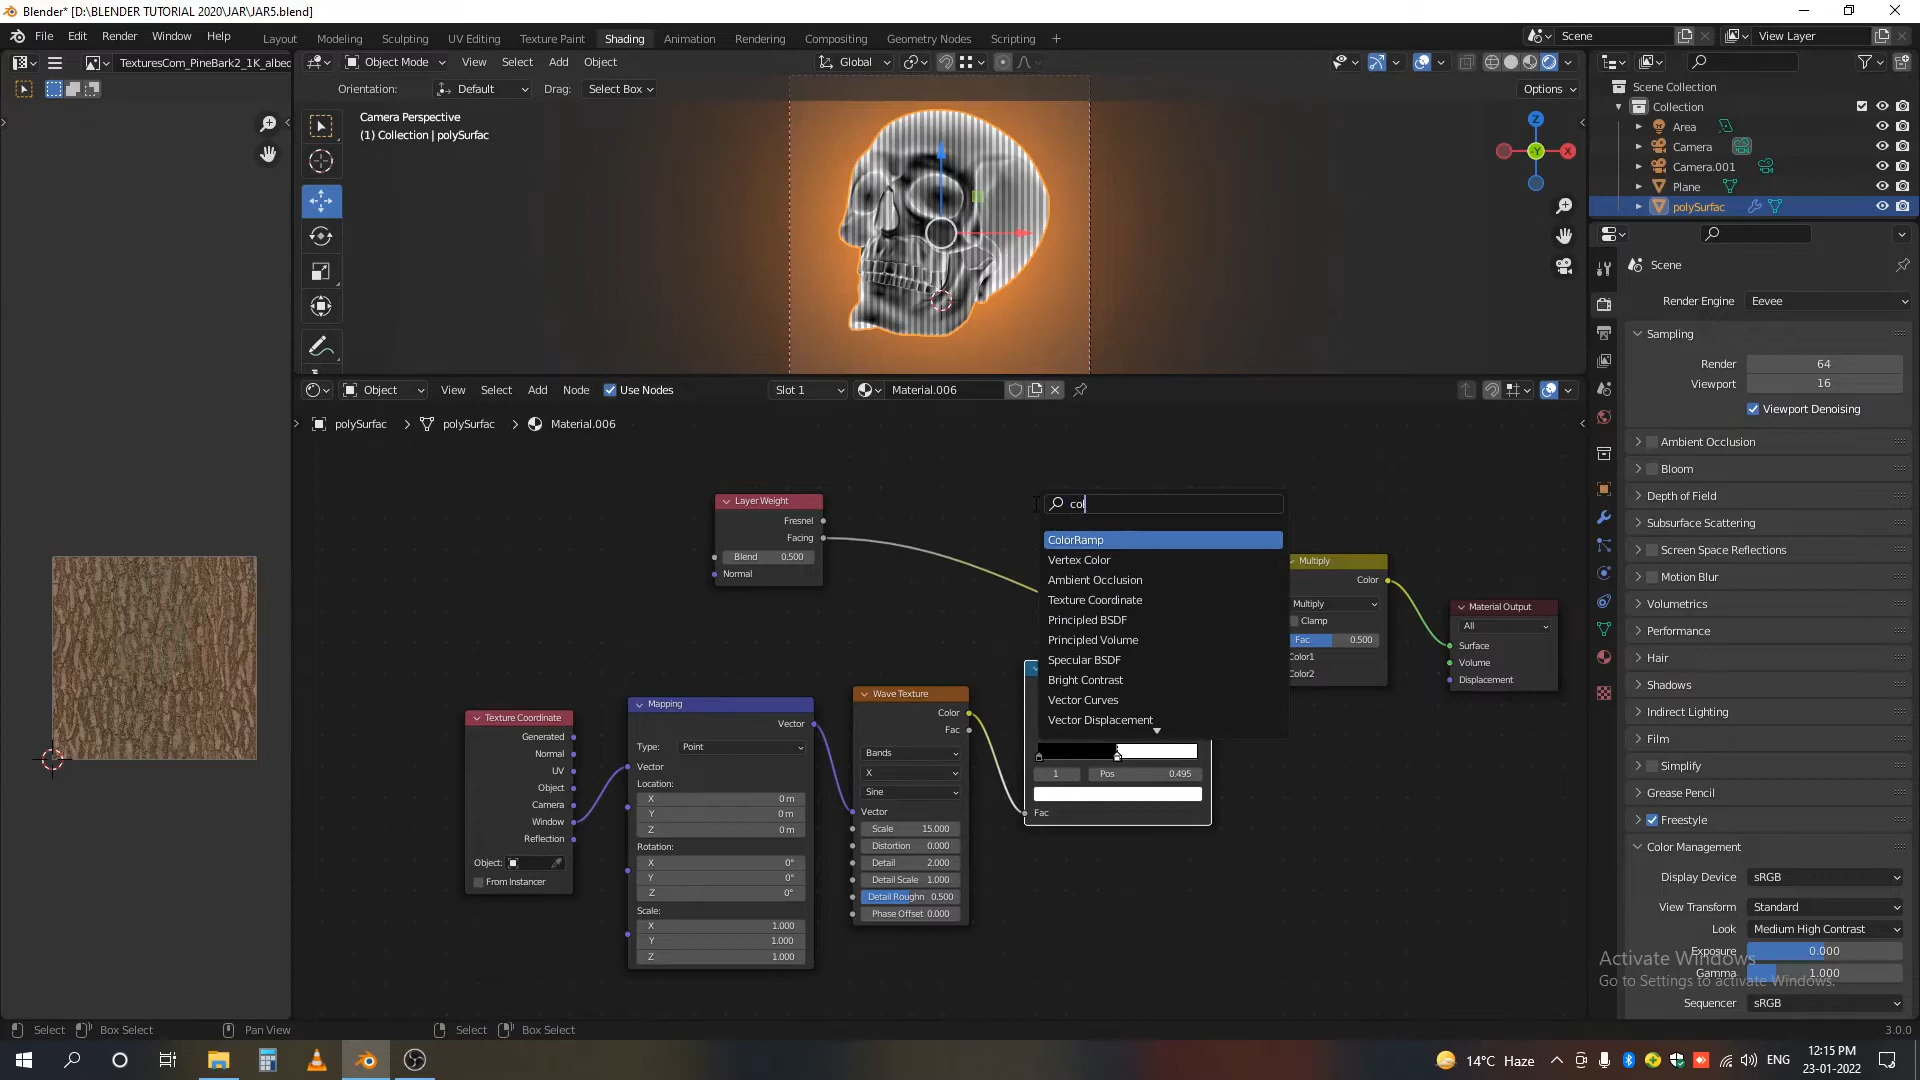 Blender* [D:\BLENDER TUTORIAL 2020\JAR\JAR5.blend]
File Edit Render Window Help Layout Modeling Sculpting UV Editing Texture Paint Shading Animation Rendering Compositing Geometry Nodes Scripting + Scene View Layer
TexturesCom_PineBark2_1K_albed Object Mode View Select Add Object Global
Orientation: Default Drag: Select Box Options
Camera Perspective
(1) Collection | polySurfac
Z
-Y X
Scene Collection
Collection
Area
Camera
Camera.001
Plane
polySurfac
Scene
Render Engine Eevee
Sampling
Render 64
Viewport 16
Viewport Denoising
Ambient Occlusion
Bloom
Depth of Field
Subsurface Scattering
Screen Space Reflections
Motion Blur
Volumetrics
Performance
Hair
Shadows
Indirect Lighting
Film
Simplify
Grease Pencil
Freestyle
Color Management
Display Device sRGB
View Transform Standard
Look Medium High Contrast
Exposure 0.000
Gamma 1.000
Sequencer sRGB
Activate Windows
Go to Settings to activate Windows.
Object View Select Add Node Use Nodes Slot 1 Material.006
polySurfac > polySurfac > Material.006
Layer Weight
Fresnel
Facing
Blend 0.500
Normal
col
ColorRamp
Vertex Color
Ambient Occlusion
Texture Coordinate
Principled BSDF
Principled Volume
Specular BSDF
Bright Contrast
Vector Curves
Vector Displacement
Multiply
Color
Multiply
Clamp
Fac 0.500
Color1
Color2
Material Output
All
Surface
Volume
Displacement
Texture Coordinate
Generated
Normal
UV
Object
Camera
Window
Reflection
Object:
From Instancer
Mapping
Vector
Type: Point
Vector
Location:
X 0 m
Y 0 m
Z 0 m
Rotation:
X 0°
Y 0°
Z 0°
Scale:
X 1.000
Y 1.000
Z 1.000
Wave Texture
Color
Fac
Bands
X
Sine
Vector
Scale 15.000
Distortion 0.000
Detail 2.000
Detail Scale 1.000
Detail Roughn 0.500
Phase Offset 0.000
1 Pos 0.495
Fac
Select Box Select Pan View Select Box Select 3.0.0
14°C Haze ENG 12:15 PM
23-01-2022